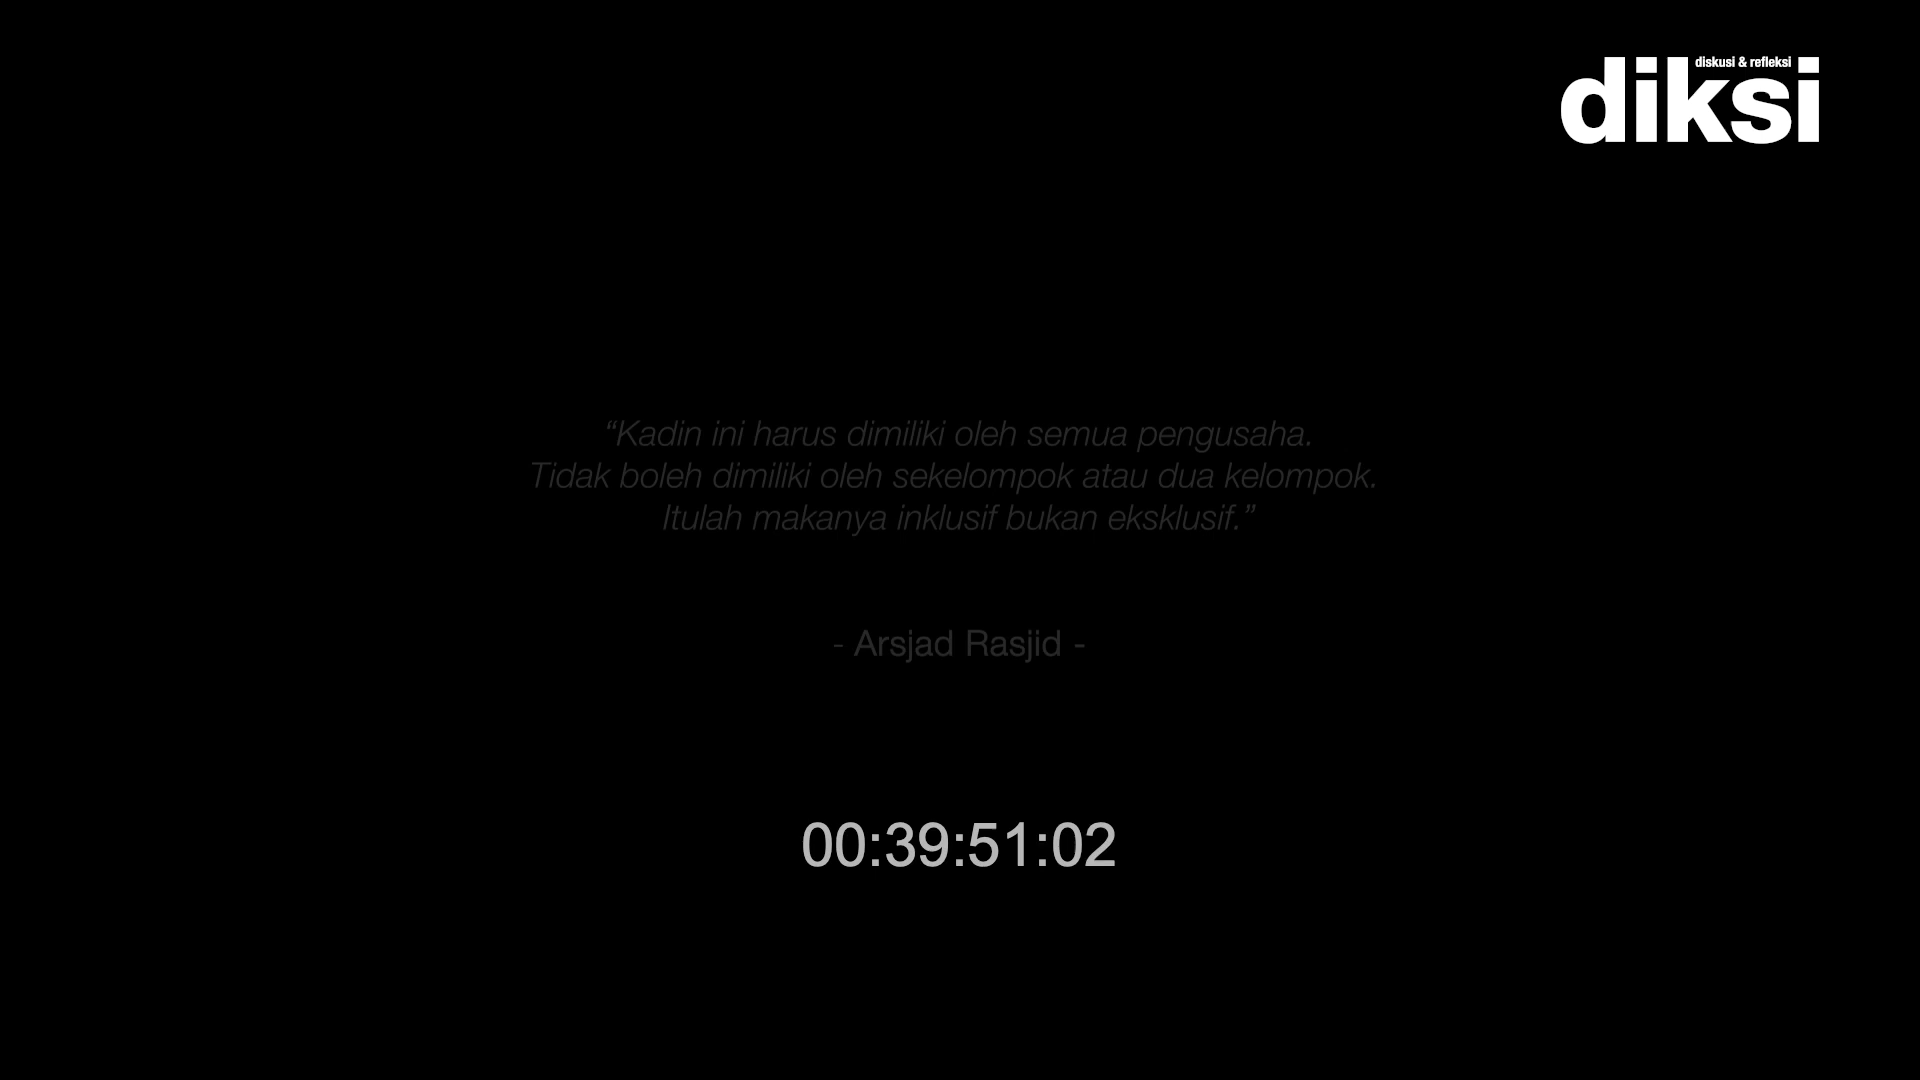 diskusi & refleksi
diksi
“Kadin ini harus dimiliki oleh semua pengusaha.
Tidak boleh dimiliki oleh sekelompok atau dua kelompok.
Itulah makanya inklusif bukan eksklusif.”
- Arsjad Rasjid -
00:39:51:02